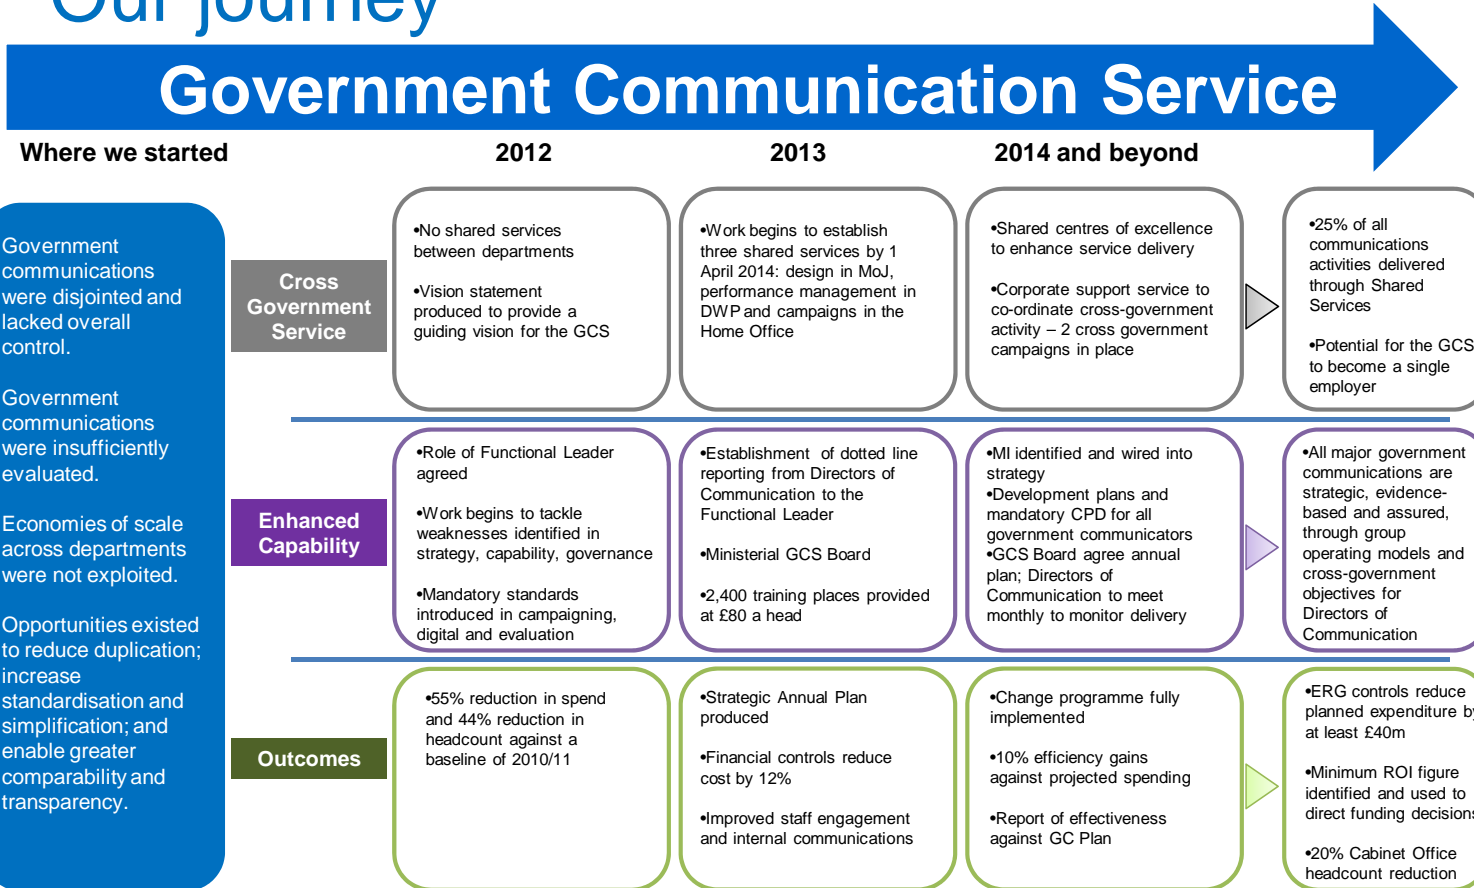 Our journey
Government Communication Service
Where we started
2012
2013
2014 and beyond
Government
communications
were disjointed and
lacked overall
control.
Government
communications
were insufficiently
evaluated.
Economies of scale
across departments
were not exploited.
Opportunities existed
to reduce duplication;
increase
standardisation and
simplification; and
enable greater
comparability and
transparency.
Cross
Government
Service
•No shared services
between departments
•Vision statement
produced to provide a
guiding vision for the GCS
•Work begins to establish
three shared services by 1
April 2014: design in MoJ,
performance management in
DWP and campaigns in the
Home Office
•Shared centres of excellence
to enhance service delivery
•Corporate support service to
co-ordinate cross-government
activity – 2 cross government
campaigns in place
•25% of all
communications
activities delivered
through Shared
Services
•Potential for the GCS
to become a single
employer
Enhanced
Capability
•Role of Functional Leader
agreed
•Work begins to tackle
weaknesses identified in
strategy, capability, governance
•Mandatory standards
introduced in campaigning,
digital and evaluation
•Establishment of dotted line
reporting from Directors of
Communication to the
Functional Leader
•Ministerial GCS Board
•2,400 training places provided
at £80 a head
•MI identified and wired into
strategy
•Development plans and
mandatory CPD for all
government communicators
•GCS Board agree annual
plan; Directors of
Communication to meet
monthly to monitor delivery
•All major government
communications are
strategic, evidence-
based and assured,
through group
operating models and
cross-government
objectives for
Directors of
Communication
Outcomes
•55% reduction in spend
and 44% reduction in
headcount against a
baseline of 2010/11
•Strategic Annual Plan
produced
•Financial controls reduce
cost by 12%
•Improved staff engagement
and internal communications
•Change programme fully
implemented
•10% efficiency gains
against projected spending
•Report of effectiveness
against GC Plan
•ERG controls reduce
planned expenditure by
at least £40m
•Minimum ROI figure
identified and used to
direct funding decisions
•20% Cabinet Office
headcount reduction